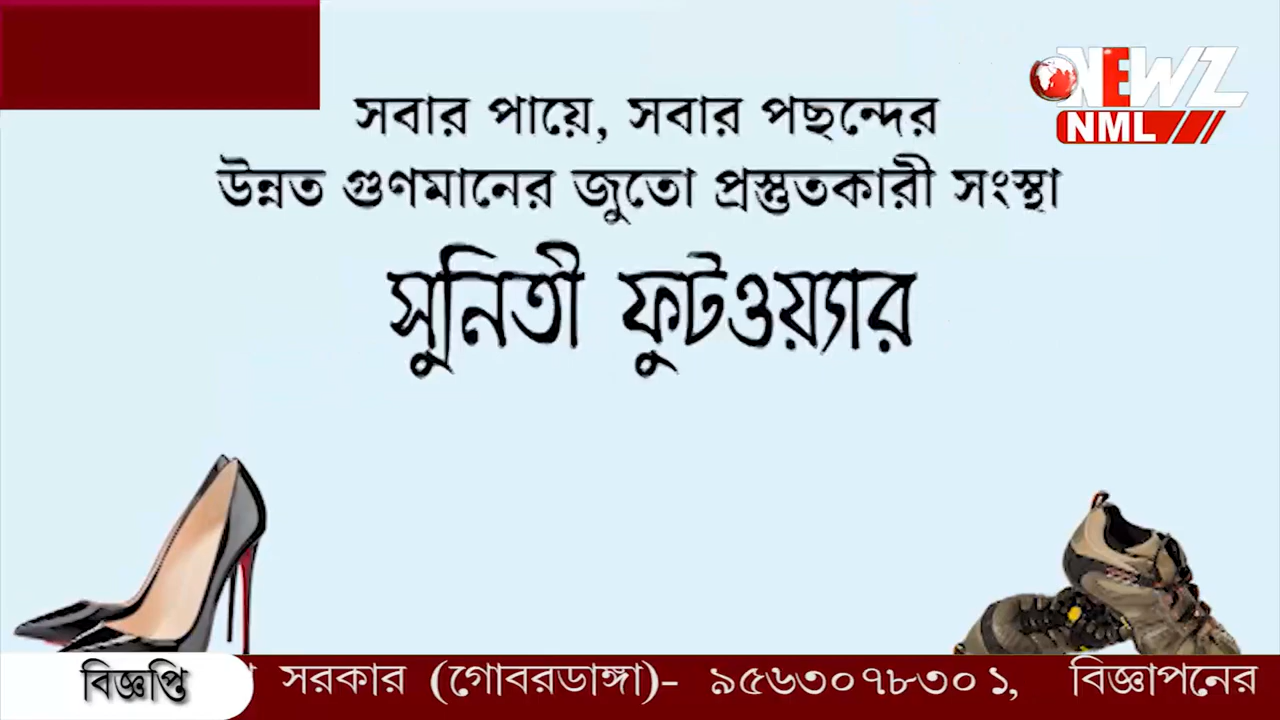 NEWZ
NML
সবার পায়ে, সবার পছন্দের
উন্নত গুণমানের জুতো প্রস্তুতকারী সংস্থা
সুনিতী ফুটওয়্যার
বিজ্ঞপ্তি
সরকার (গোবরডাঙ্গা)- ৯৫৬৩০৭৮৩০১, বিজ্ঞাপনের